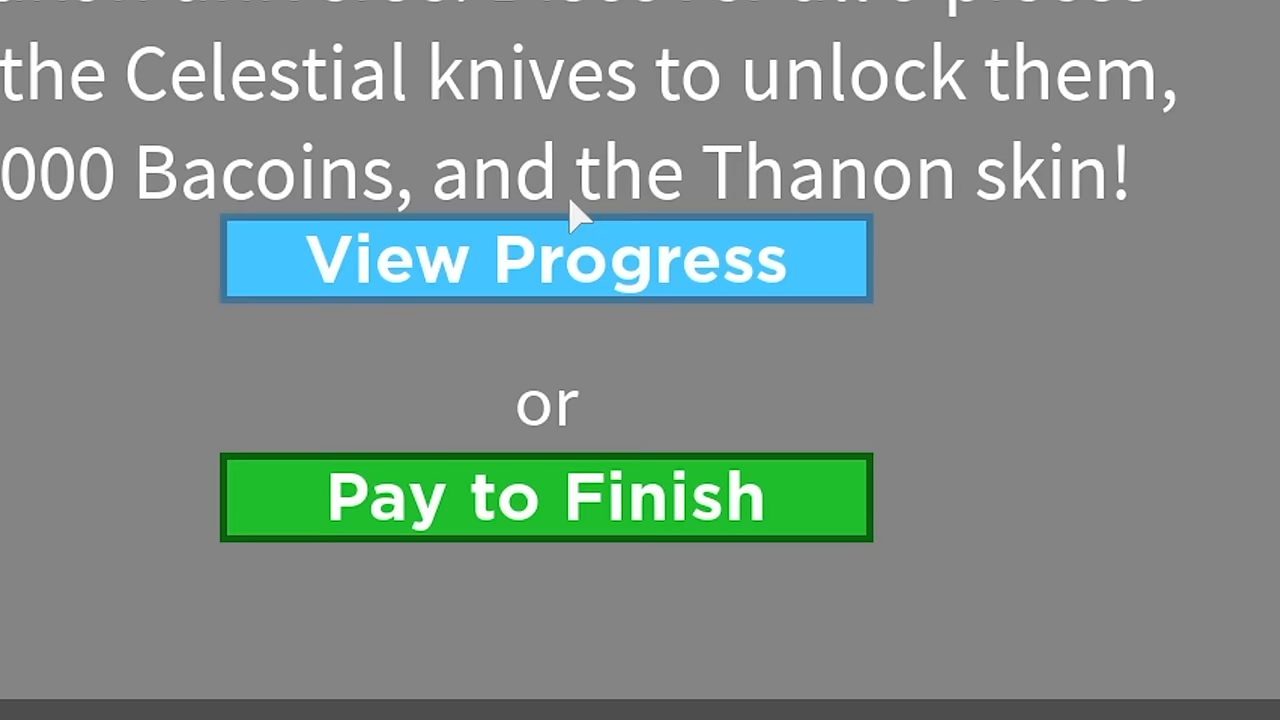 the Celestial knives to unlock them,
000 Bacoins, and the Thanon skin!
View Progress
or
Pay to Finish